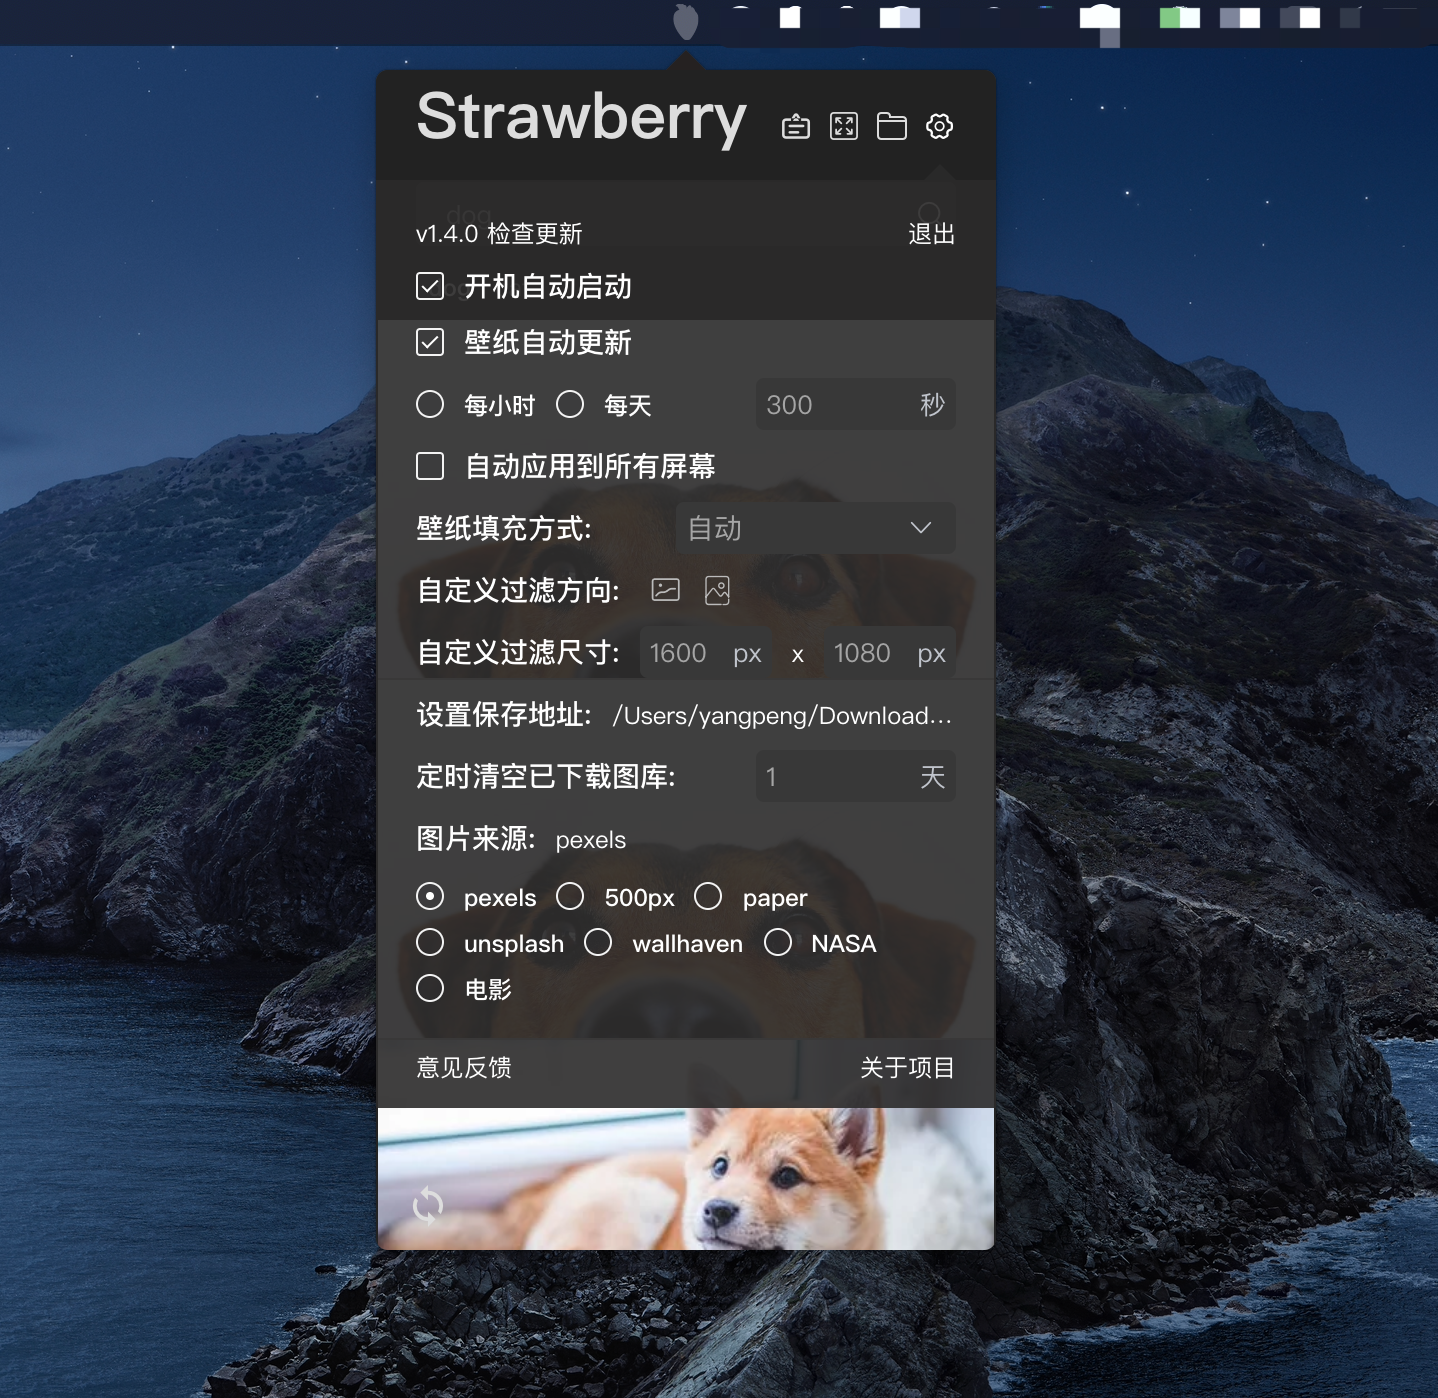 Strawberry
dog
v1.4.0 检查更新 退出
开机自动启动
壁纸自动更新
每小时 每天 300 秒
自动应用到所有屏幕
壁纸填充方式: 自动
自定义过滤方向:
自定义过滤尺寸: 1600 px x 1080 px
设置保存地址: /Users/yangpeng/Download...
定时清空已下载图库: 1 天
图片来源: pexels
pexels 500px paper
unsplash wallhaven NASA
电影
意见反馈 关于项目